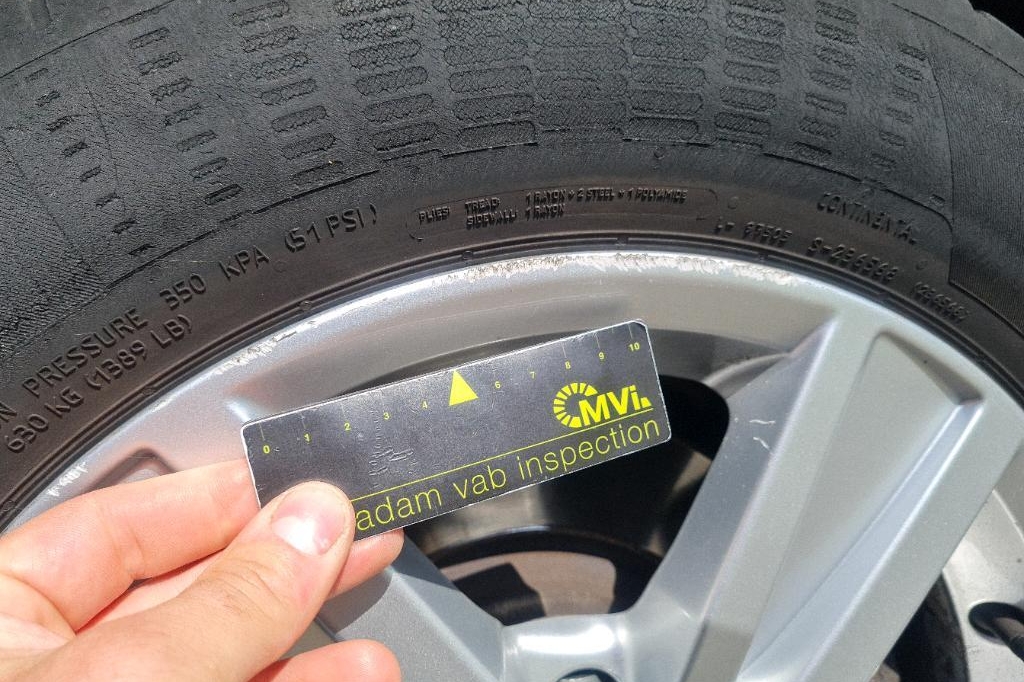 PRESSURE 350 KPA (51 PSI)
630 KG (1389 LB)
PLIES TREAD: 1 RAYON + 2 STEEL + 1 POLYAMIDE
SIDEWALL: 1 RAYON
CONTINENTAL
0 1 2 3 4 6 7 8 9 10
MVi
adam vab inspection